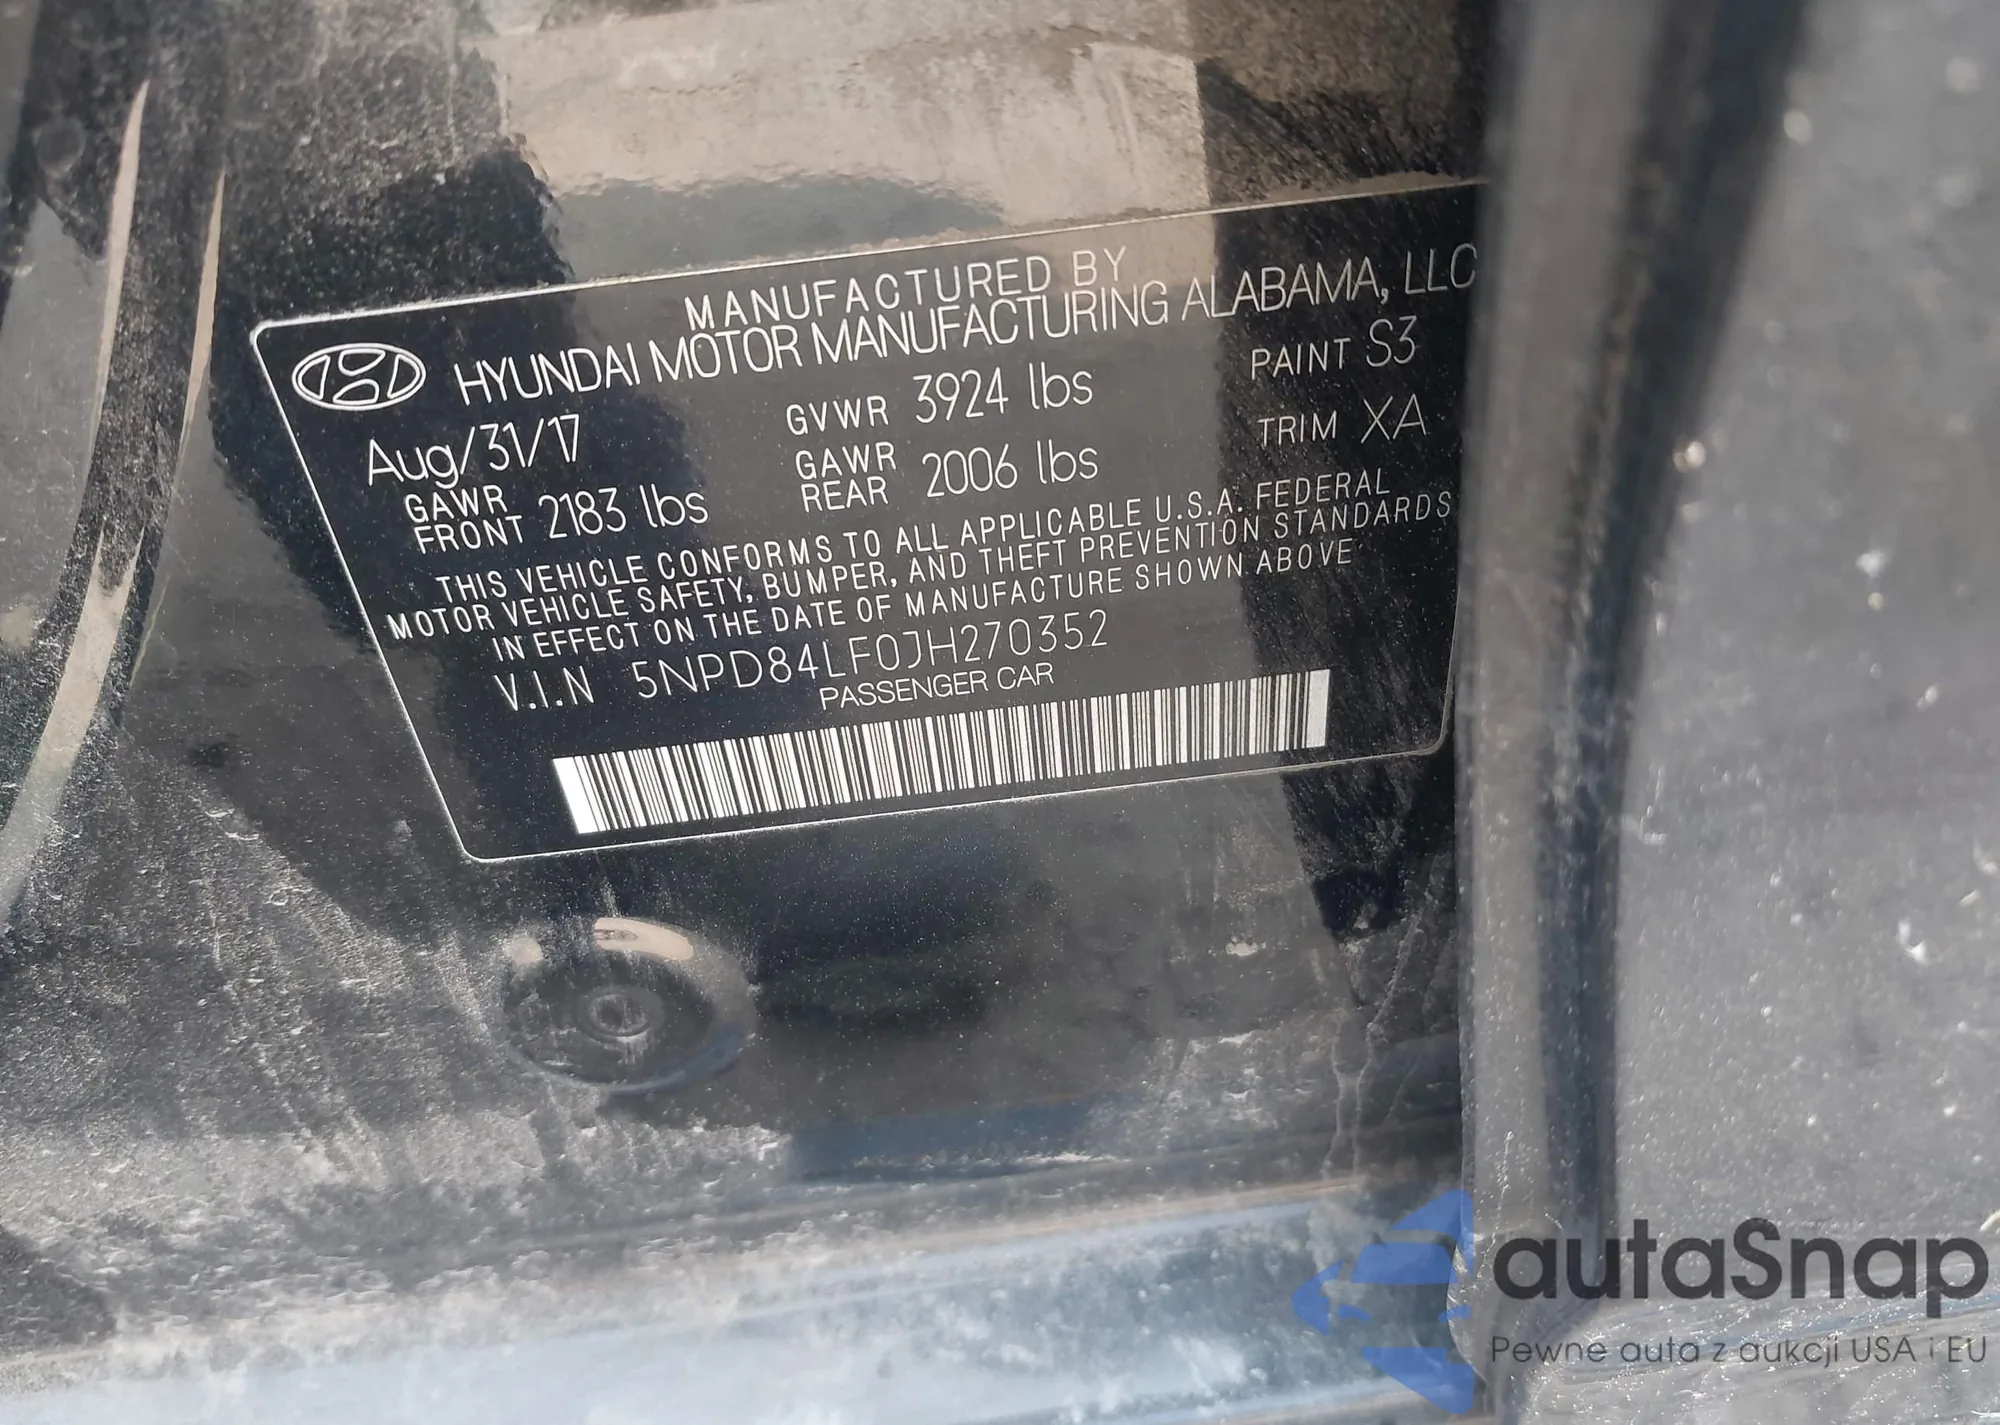 MANUFACTURED BY
HYUNDAI MOTOR MANUFACTURING ALABAMA, LLC
Aug/31/17 GVWR 3924 lbs PAINT S3
GAWR FRONT 2183 lbs GAWR REAR 2006 lbs TRIM XA
THIS VEHICLE CONFORMS TO ALL APPLICABLE U.S.A. FEDERAL
MOTOR VEHICLE SAFETY, BUMPER, AND THEFT PREVENTION STANDARDS
IN EFFECT ON THE DATE OF MANUFACTURE SHOWN ABOVE
V.I.N 5NPD84LF0JH270352
PASSENGER CAR
autaSnap
Pewne auta z aukcji USA i EU